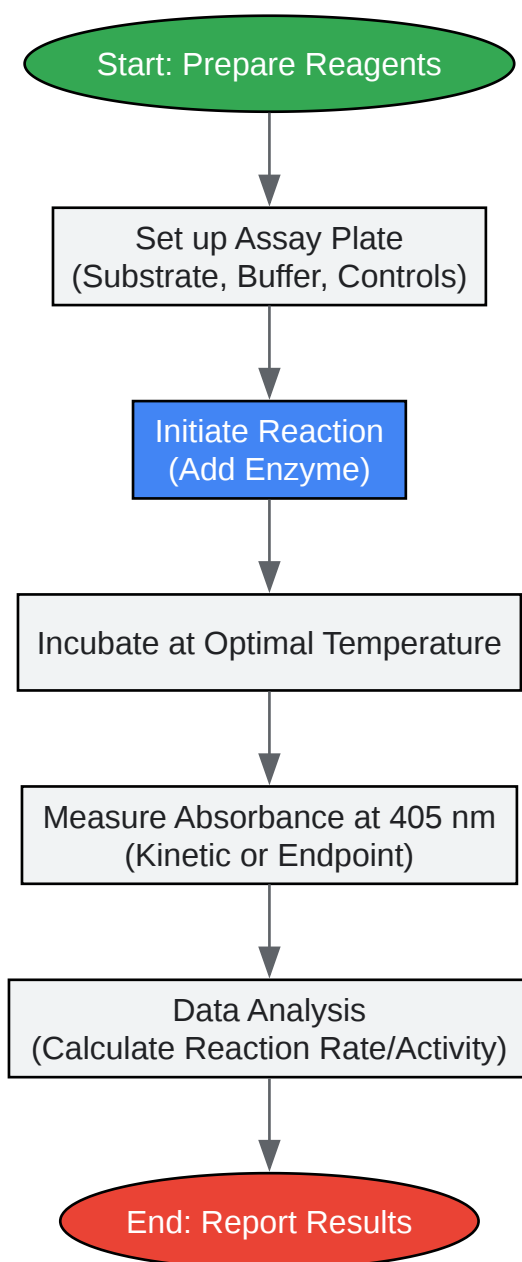 Start: Prepare Reagents
Set up Assay Plate
(Substrate, Buffer, Controls)
Initiate Reaction
(Add Enzyme)
Incubate at Optimal Temperature
Measure Absorbance at 405 nm
(Kinetic or Endpoint)
Data Analysis
(Calculate Reaction Rate/Activity)
End: Report Results